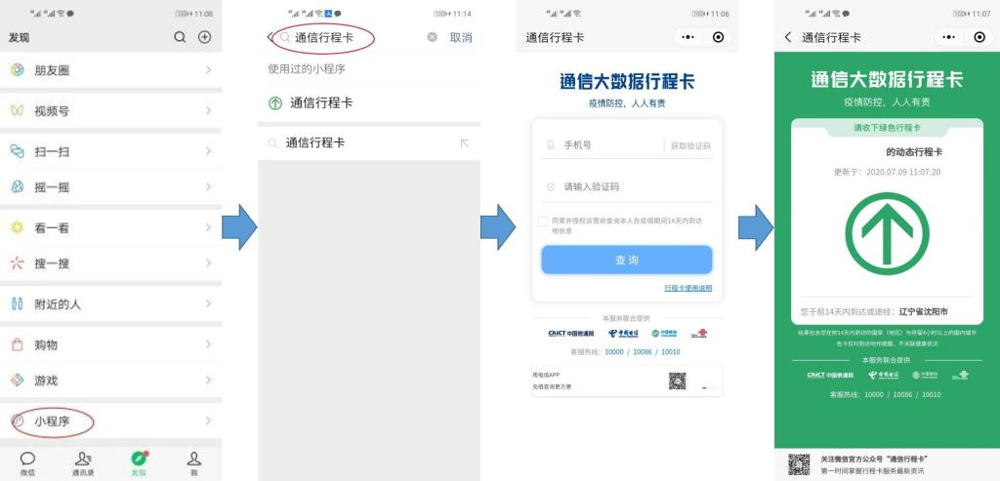 11:08
发现
朋友圈
视频号
扫一扫
摇一摇
看一看
搜一搜
附近的人
购物
游戏
小程序
微信
通讯录
发现
我
11:14
通信行程卡
取消
使用过的小程序
通信行程卡
通信行程卡
11:06
通信行程卡
通信大数据行程卡
疫情防控，人人有责
手机号
获取验证码
请输入验证码
同意并授权运营商查询本人在疫情期间14天内到访
地信息
查询
行程卡使用说明
本服务联合提供
CAICT 中国信通院
中国电信
中国移动
客服热线：10000 / 10086 / 10010
用电信APP
充值查询更方便
11:07
通信行程卡
通信大数据行程卡
疫情防控，人人有责
请收下绿色行程卡
的动态行程卡
更新于：2020.07.09 11:07:20
您于前14天内到达或途经：辽宁省沈阳市
结果包含您在前14天内到访的国家（地区）与停留4小时以上的国内城市
色卡仅对到访地作提醒，不关联健康状况
本服务联合提供
CAICT 中国信通院
中国电信
中国移动
客服热线：10000 / 10086 / 10010
关注微信官方公众号“通信行程卡”
第一时间掌握行程卡服务最新资讯